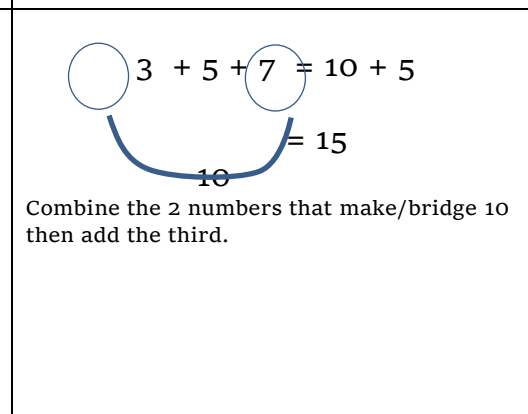 3 + 5 + 7 = 10 + 5
= 15
10
Combine the 2 numbers that make/bridge 10
then add the third.